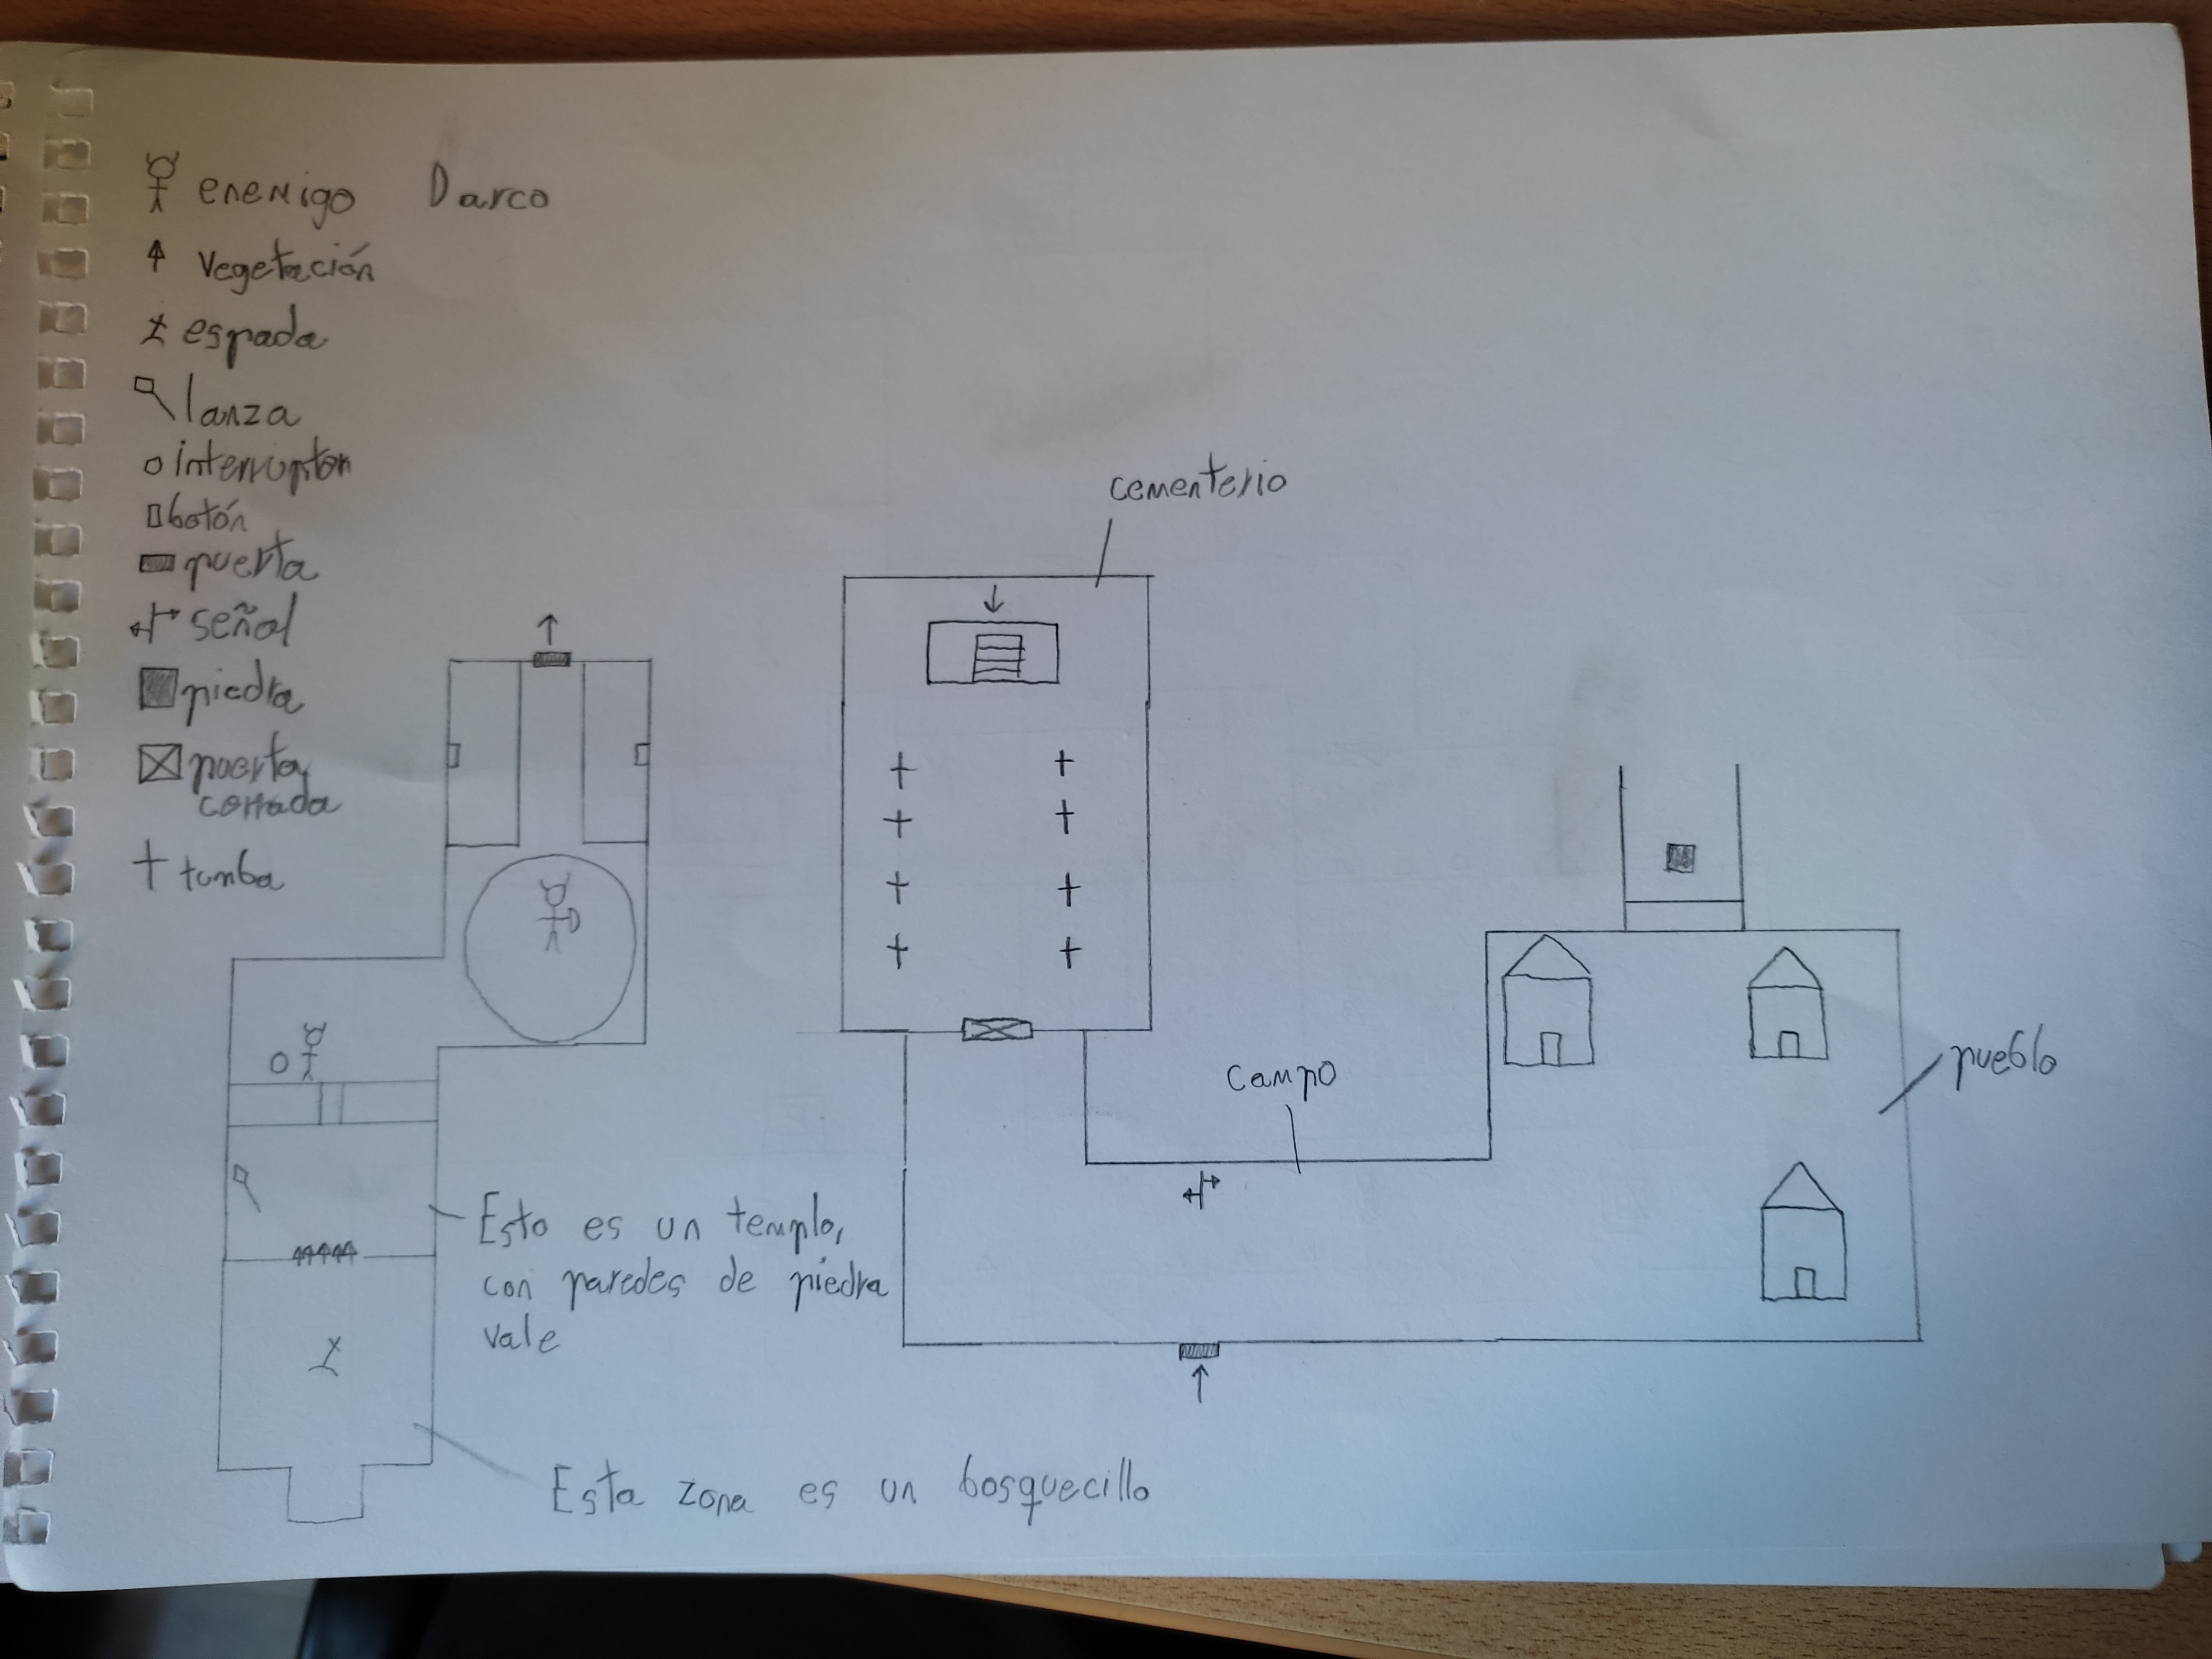 enemigo Darco
vegetación
espada
lanza
interruptor
botón
puerta
señal
piedra
puerta
cerrada
tumba
cementerio
campo
pueblo
Esto es un templo,
con paredes de piedra
vale
Esta zona es un bosquecillo